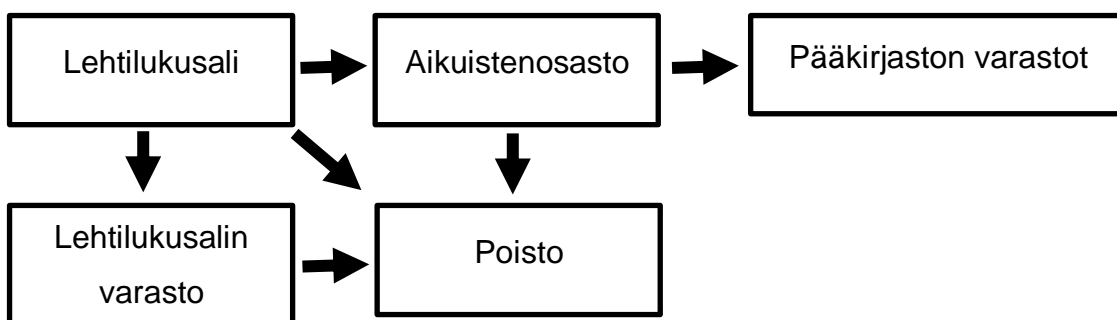 Lehtilukusali
Aikuistenosasto
Pääkirjaston varastot
Lehtilukusalin
varasto
Poisto